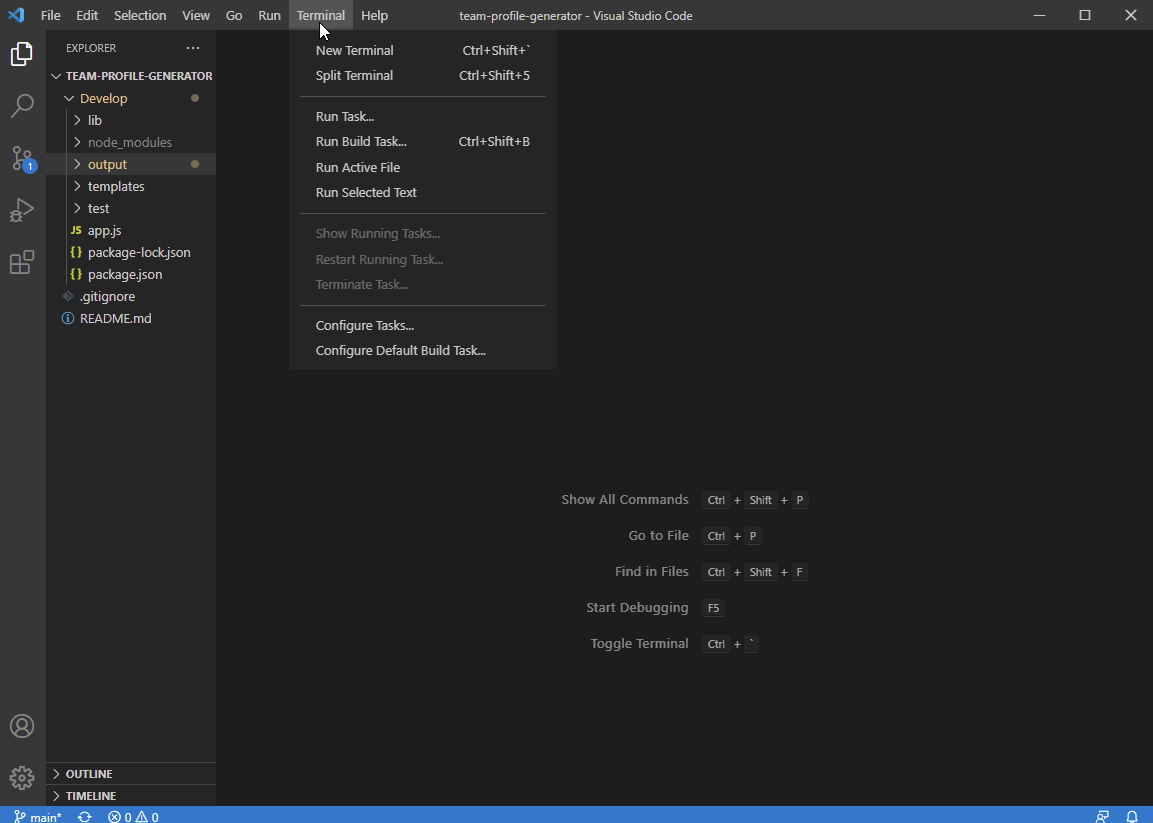 File Edit Selection View Go Run Terminal Help team-profile-generator - Visual Studio Code
EXPLORER ...
TEAM-PROFILE-GENERATOR
Develop
lib
node_modules
output
templates
test
JS app.js
{} package-lock.json
{} package.json
.gitignore
README.md
OUTLINE
TIMELINE
1
New Terminal Ctrl+Shift+`
Split Terminal Ctrl+Shift+5
Run Task...
Run Build Task... Ctrl+Shift+B
Run Active File
Run Selected Text
Show Running Tasks...
Restart Running Task...
Terminate Task...
Configure Tasks...
Configure Default Build Task...
Show All Commands Ctrl + Shift + P
Go to File Ctrl + P
Find in Files Ctrl + Shift + F
Start Debugging F5
Toggle Terminal Ctrl + `
main* 0 0